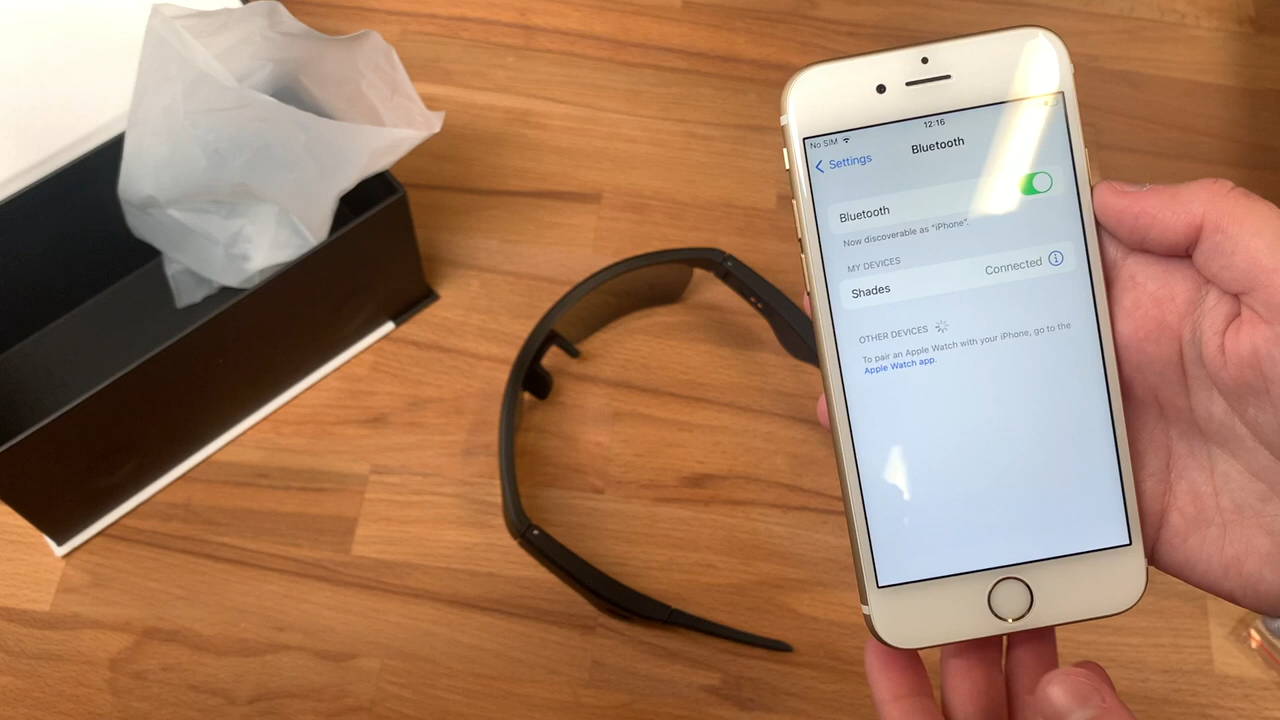 12:16
No SIM
Settings
Bluetooth
Bluetooth
Now discoverable as “iPhone”.
MY DEVICES
Shades Connected i
OTHER DEVICES
To pair an Apple Watch with your iPhone, go to the
Apple Watch app.